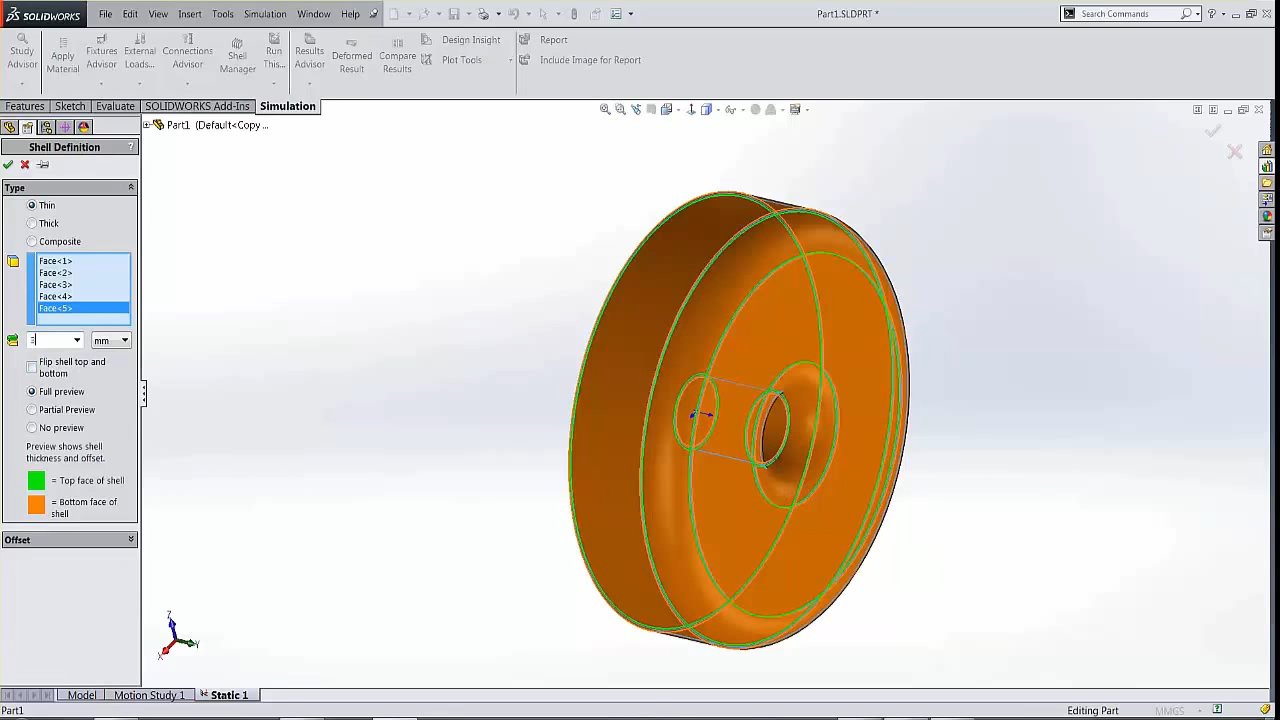 SOLIDWORKS File Edit View Insert Tools Simulation Window Help Part1.SLDPRT * Search Commands
Study Advisor
Apply Material
Fixtures Advisor
External Loads...
Connections Advisor
Shell Manager
Run This...
Results Advisor
Deformed Result
Compare Results
Design Insight
Plot Tools
Report
Include Image for Report
Features Sketch Evaluate SOLIDWORKS Add-Ins Simulation
Part1 (Default<Copy ...
Shell Definition ?
Type
Thin
Thick
Composite
Face<1>
Face<2>
Face<3>
Face<4>
Face<5>
3 mm
Flip shell top and
bottom
Full preview
Partial Preview
No preview
Preview shows shell
thickness and offset.
= Top face of shell
= Bottom face of
shell
Offset
Z
Y
X
Model Motion Study 1 Static 1
Part1 Editing Part MMGS